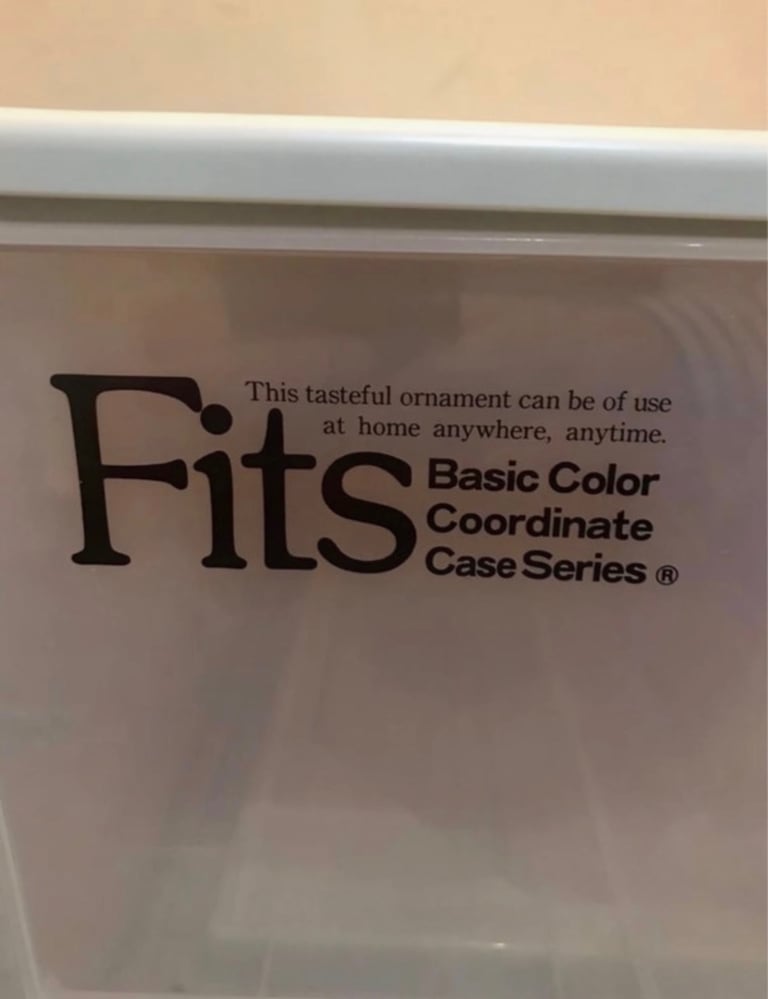 This tasteful ornament can be of use
at home anywhere, anytime.
Fits
Basic Color
Coordinate
Case Series ®